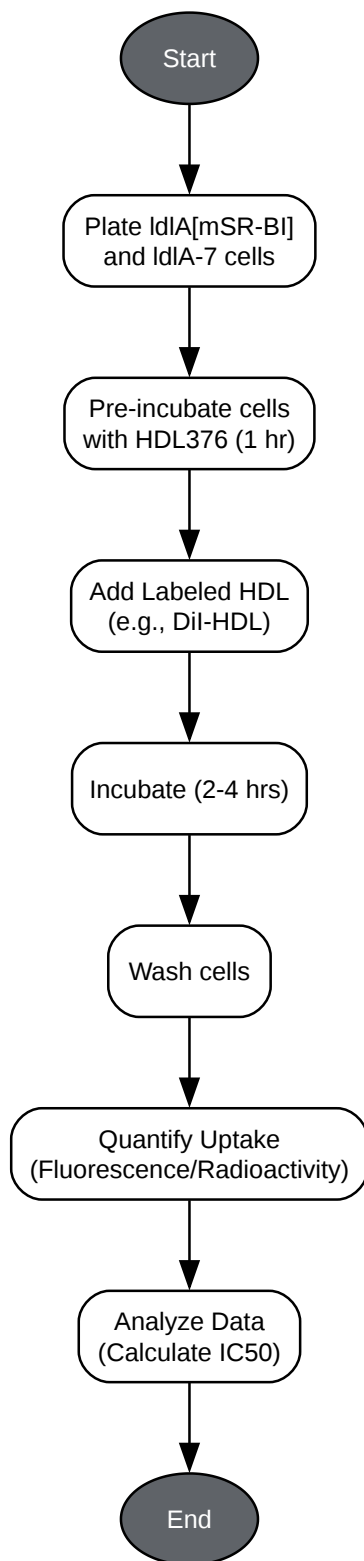 Start
Plate ldlA[mSR-BI]
and ldlA-7 cells
Pre-incubate cells
with HDL376 (1 hr)
Add Labeled HDL
(e.g., DiI-HDL)
Incubate (2-4 hrs)
Wash cells
Quantify Uptake
(Fluorescence/Radioactivity)
Analyze Data
(Calculate IC50)
End